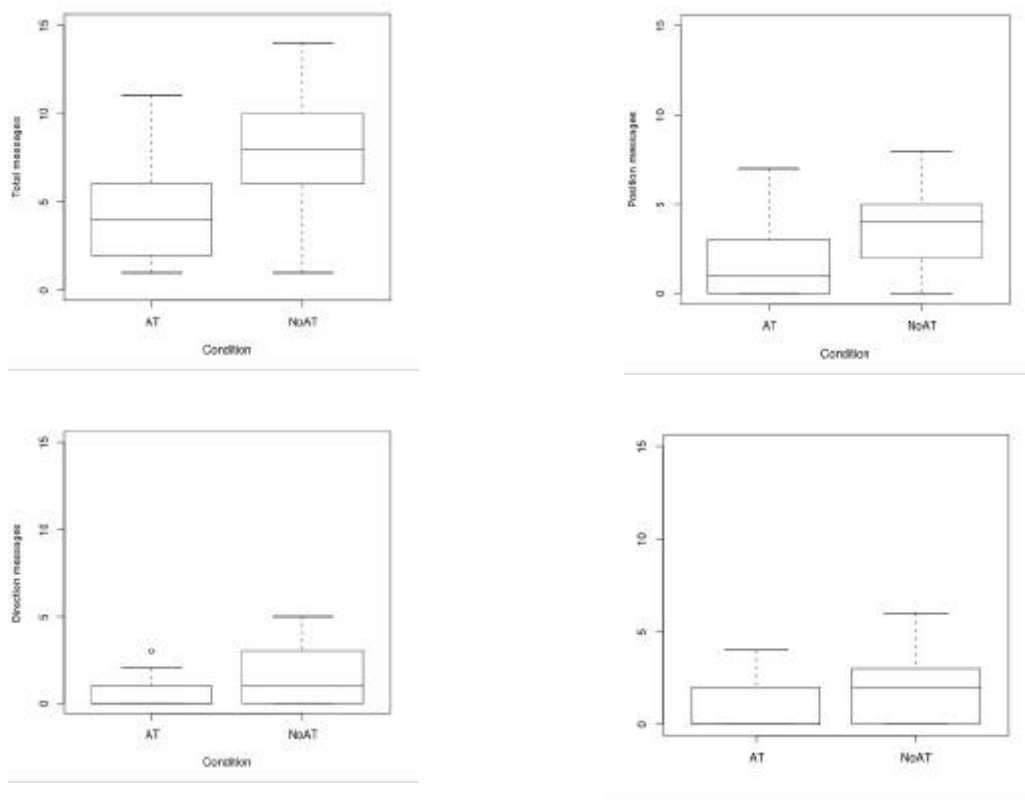 Total messages
15
10
5
0
AT NoAT
Condition
Position messages
15
10
5
0
AT NoAT
Condition
Direction messages
15
10
5
0
AT NoAT
Condition
15
10
5
0
AT NoAT